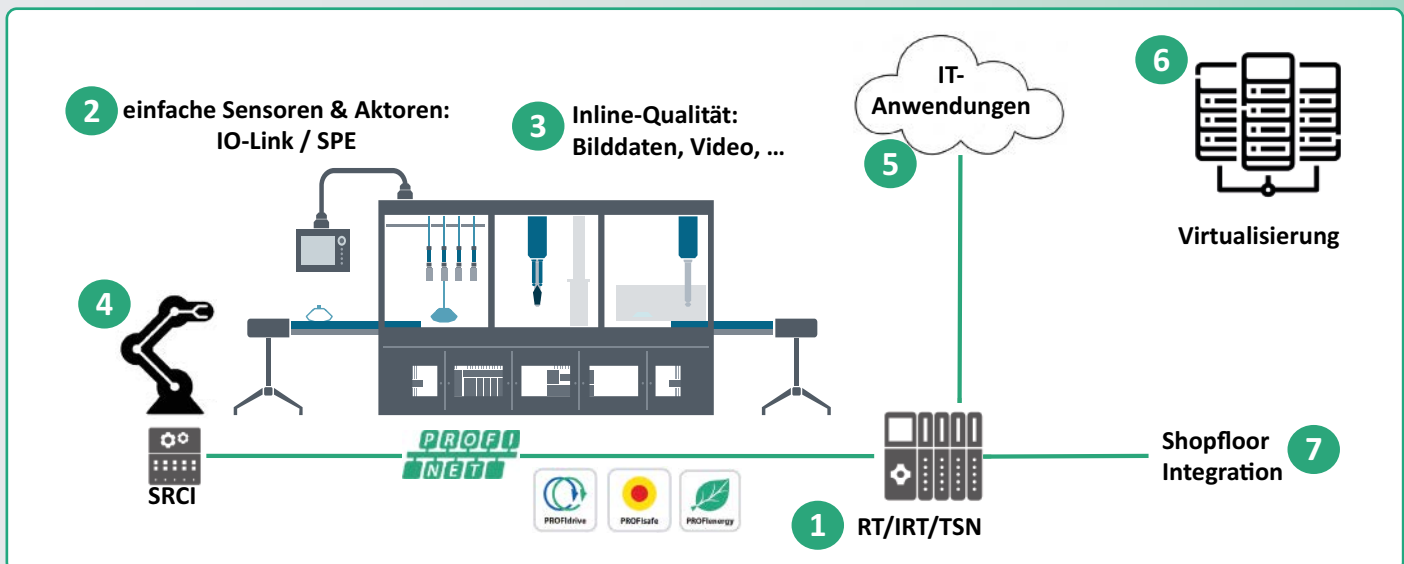 2
einfache Sensoren & Aktoren:
IO-Link / SPE
3
Inline-Qualität:
Bilddaten, Video, ...
IT-
Anwendungen
5
6
Virtualisierung
4
SRCI
PROFI
NET
PROFIdrive
PROFIsafe
PROFIenergy
1
RT/IRT/TSN
Shopfloor
Integration
7